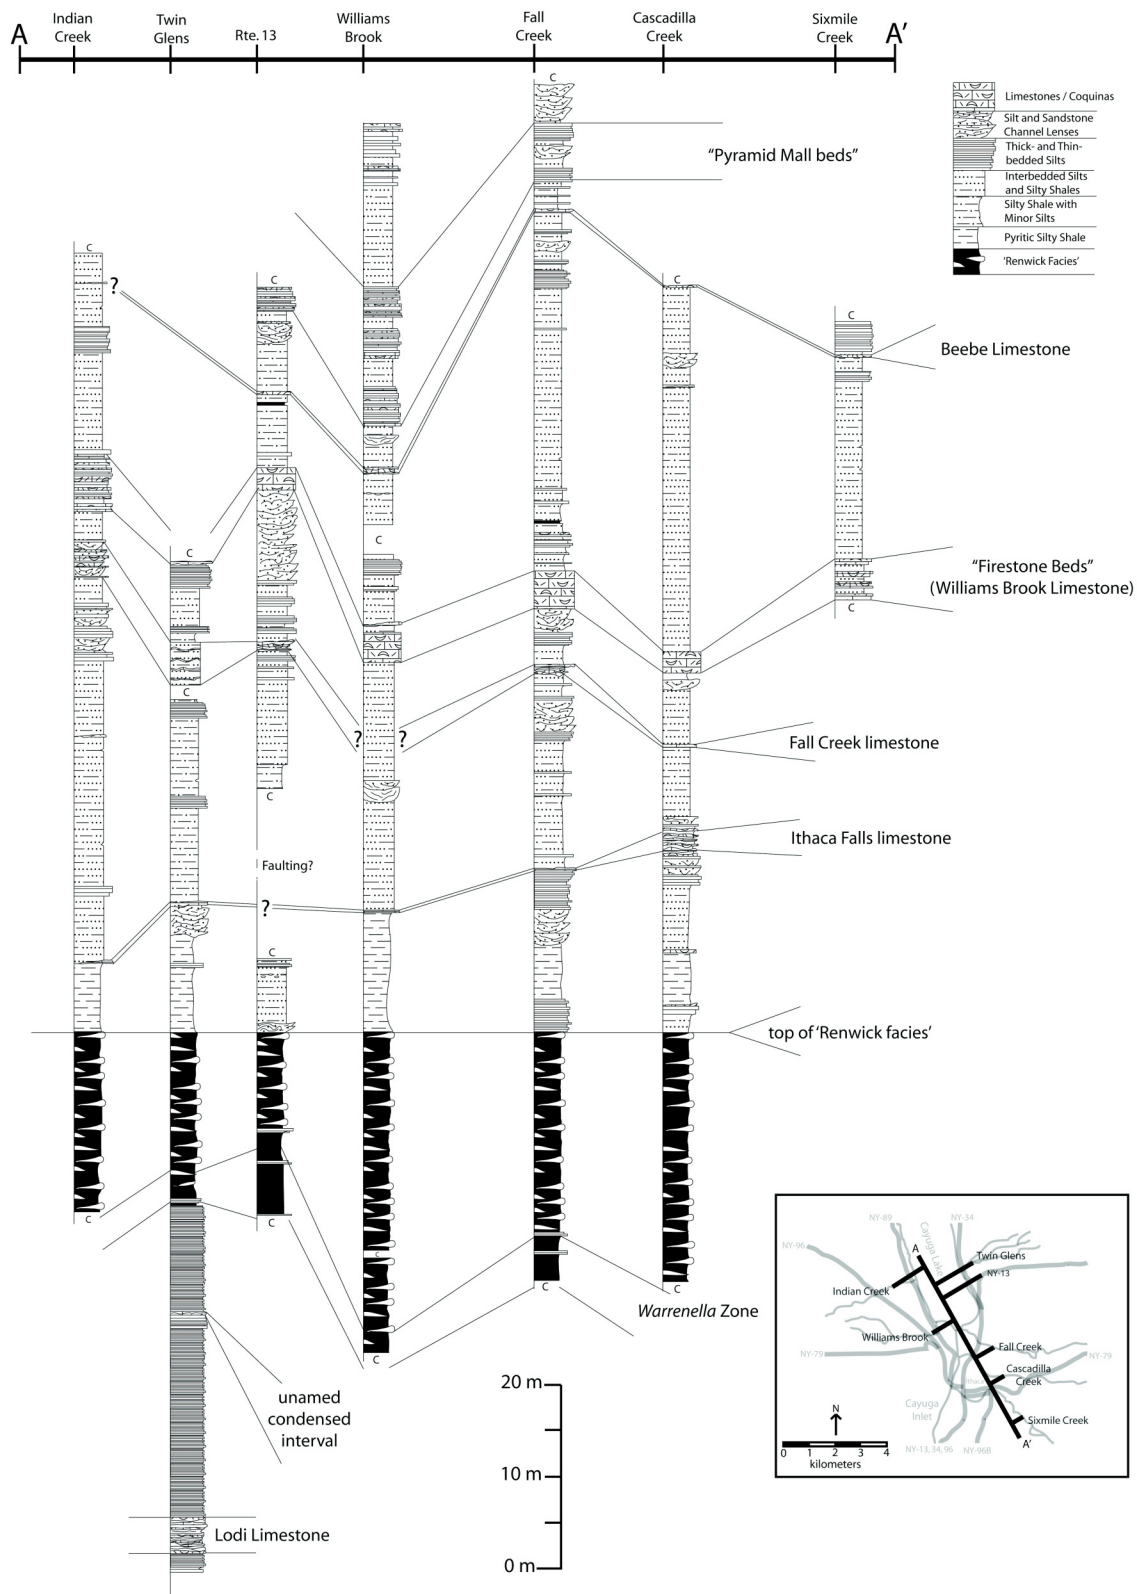 A
Indian
Creek
Twin
Glens
Rte. 13
Williams
Brook
Fall
Creek
Cascadilla
Creek
Sixmile
Creek
A'
Limestones / Coquinas
Silt and Sandstone
Channel Lenses
Thick- and Thin-
bedded Silts
Interbedded Silts
and Silty Shales
Silty Shale with
Minor Silts
Pyritic Silty Shale
'Renwick Facies'
C
"Pyramid Mall beds"
C
?
C
C
C
Beebe Limestone
C
C
C
"Firestone Beds"
(Williams Brook Limestone)
C
C
?
?
Fall Creek limestone
C
Faulting?
Ithaca Falls limestone
?
C
top of 'Renwick facies'
C
C
C
C
C
C
Warrenella Zone
unamed
condensed
interval
Lodi Limestone
20 m
10 m
0 m
NY-89
NY-34
NY-96
Cayuga Lake
A
Twin Glens
NY-13
Indian Creek
Williams Brook
Fall Creek
NY-79
NY-79
Cascadilla
Creek
Ithaca
Cayuga
Inlet
Sixmile Creek
N
A'
NY-13, 34, 96
NY-96B
0 1 2 3 4
kilometers